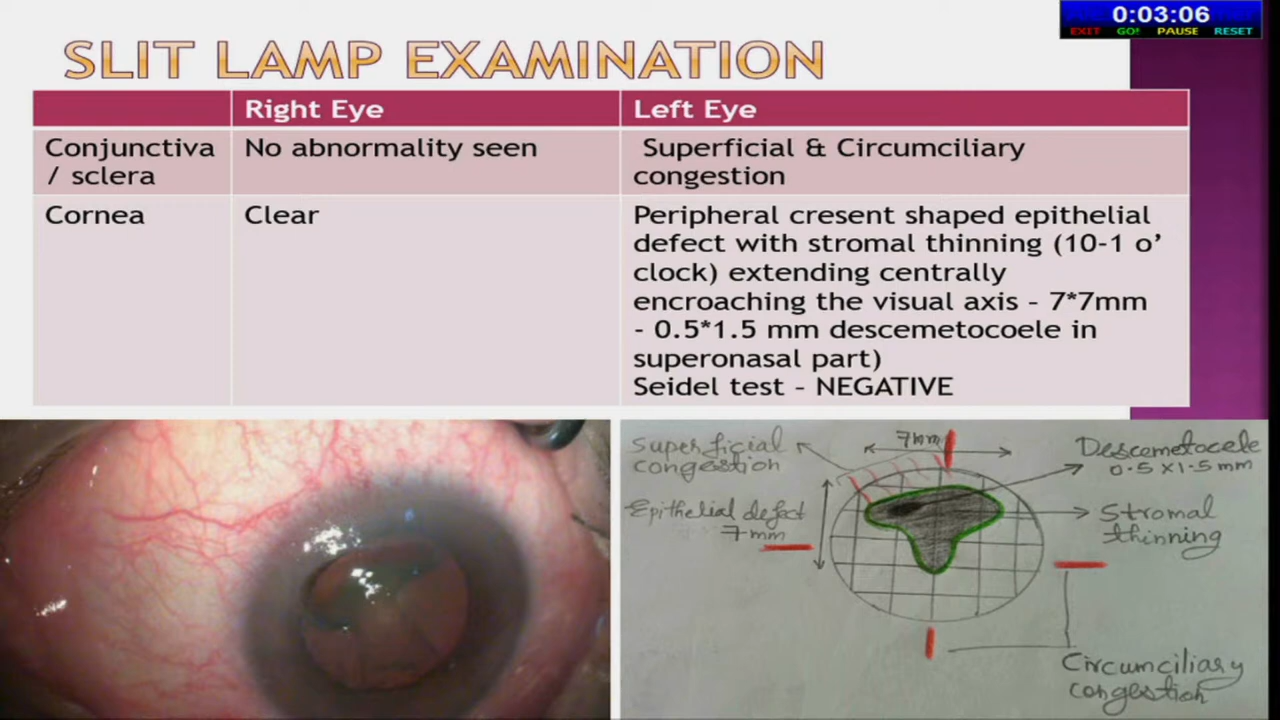 0:03:06
EXIT GO! PAUSE RESET
SLIT LAMP EXAMINATION
Right Eye
Left Eye
Conjunctiva
/ sclera
No abnormality seen
Superficial & Circumciliary
congestion
Cornea
Clear
Peripheral cresent shaped epithelial
defect with stromal thinning (10-1 o’
clock) extending centrally
encroaching the visual axis - 7*7mm
- 0.5*1.5 mm descemetocoele in
superonasal part)
Seidel test - NEGATIVE
Superficial
congestion
7mm
Descemetocele
0.5 X 1.5 mm
Epithelial defect
7mm
Stromal
thinning
Circumciliary
congestion